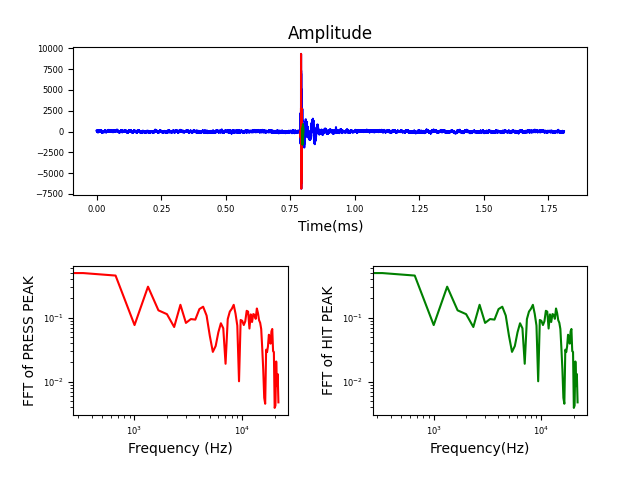 Amplitude
10000
7500
5000
2500
0
−2500
−5000
−7500
0.00 0.25 0.50 0.75 1.00 1.25 1.50 1.75
Time(ms)
FFT of PRESS PEAK
10⁻¹
10⁻²
10³ 10⁴
Frequency (Hz)
FFT of HIT PEAK
10⁻¹
10⁻²
10³ 10⁴
Frequency(Hz)